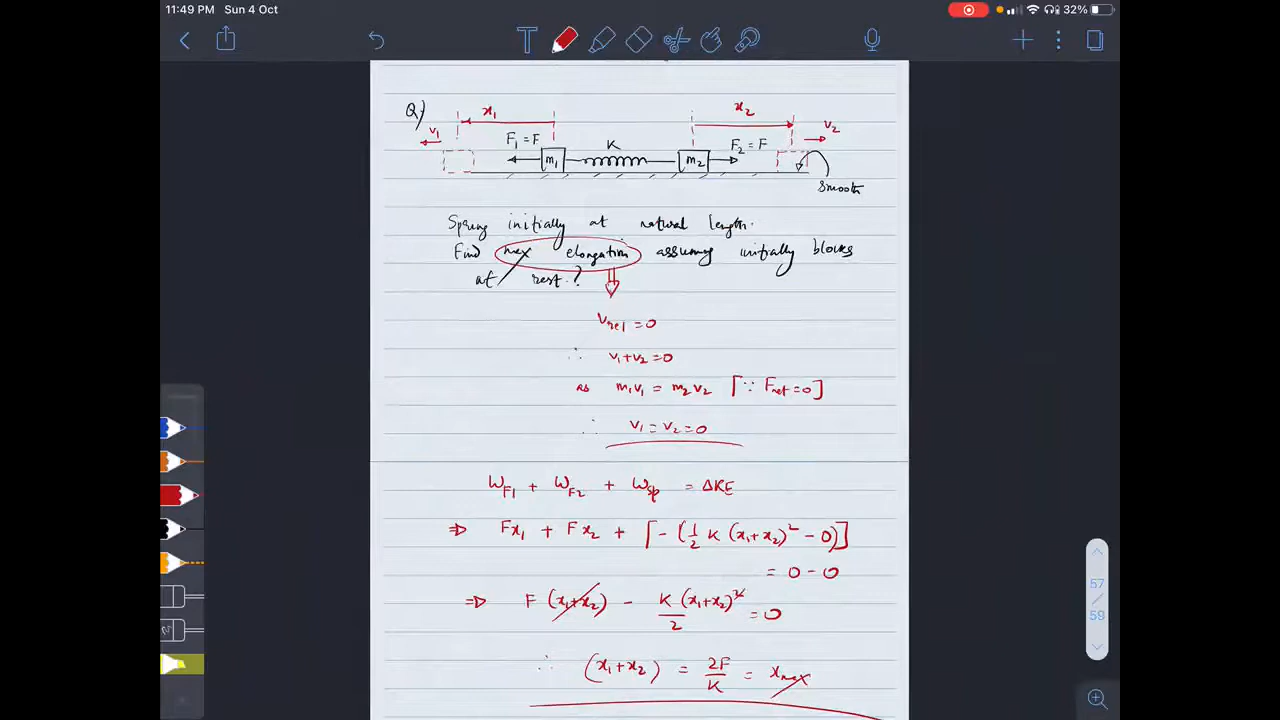 11:49 PM Sun 4 Oct 32%
Q)
x₁ x₂
v₁ v₂
F₁ = F K F₂ = F
m₁ m₂
smooth
Spring initially at natural length.
Find max elongation assuming initially blocks
at rest?
Vrel = 0
∴ v₁+v₂ = 0
as m₁v₁ = m₂v₂ [∵ Fnet = 0]
∴ v₁ = v₂ = 0
WF1 + WF2 + Wsp = ΔKE
⇒ Fx₁ + Fx₂ + [-(1/2 K (x₁+x₂)² - 0)]
= 0 - 0
⇒ F (x₁+x₂) - K/2 (x₁+x₂)² = 0
∴ (x₁+x₂) = 2F/K = xmax
57
59